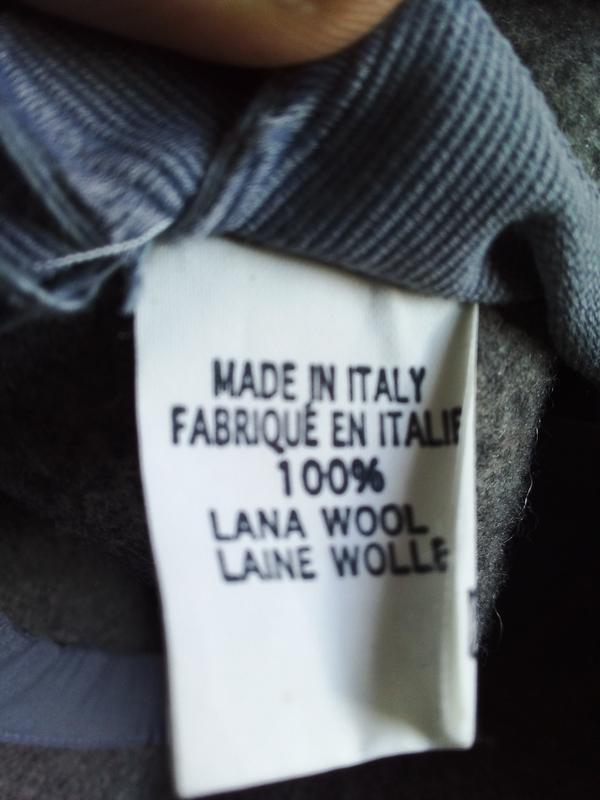 MADE IN ITALY
FABRIQUÉ EN ITALIE
100%
LANA WOOL
LAINE WOLLE